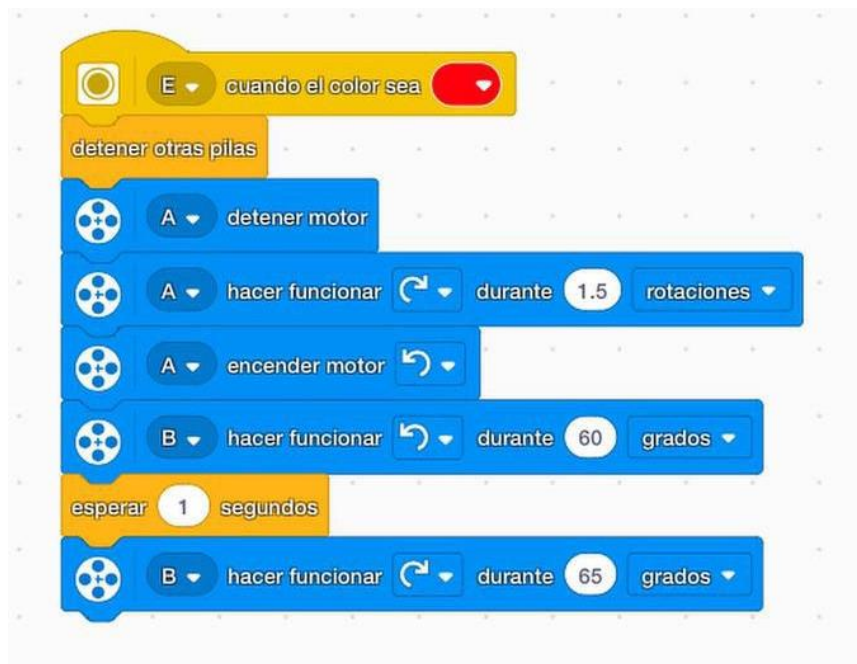 E cuando el color sea
detener otras pilas
A detener motor
A hacer funcionar durante 1.5 rotaciones
A encender motor
B hacer funcionar durante 60 grados
esperar 1 segundos
B hacer funcionar durante 65 grados